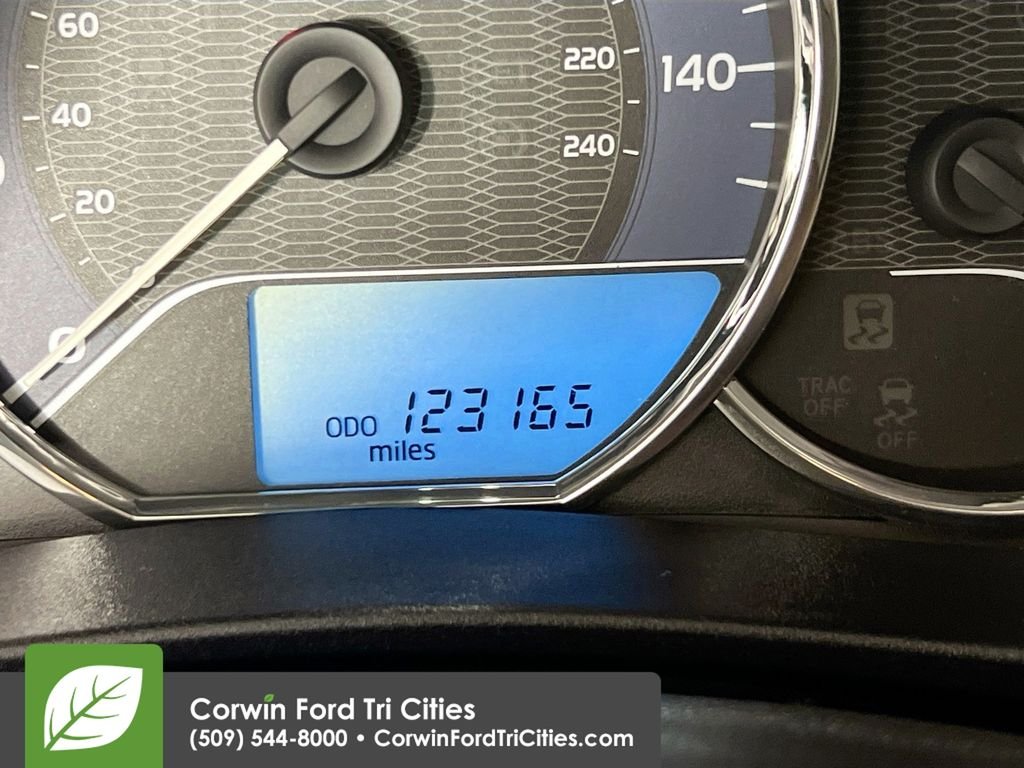 60
220
140
40
240
20
0
0
ODO 123165
miles
TRAC
OFF
OFF
Corwin Ford Tri Cities
(509) 544-8000 • CorwinFordTriCities.com